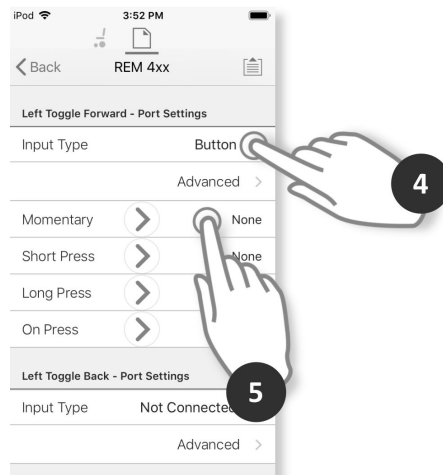 iPod 3:52 PM
Back REM 4xx
Left Toggle Forward - Port Settings
Input Type Button
4
Advanced
Momentary None
Short Press None
Long Press
On Press
Left Toggle Back - Port Settings
5
Input Type Not Connected
Advanced